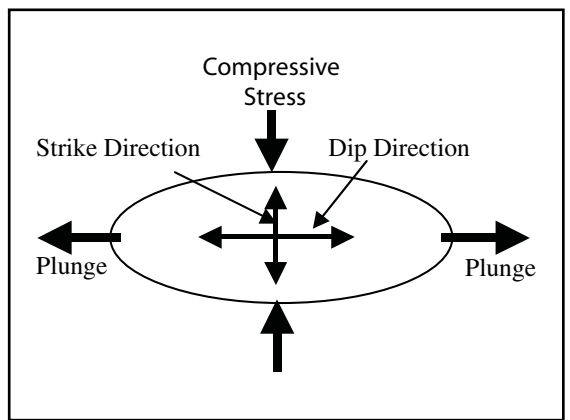 Compressive
Stress
Strike Direction
Dip Direction
Plunge
Plunge